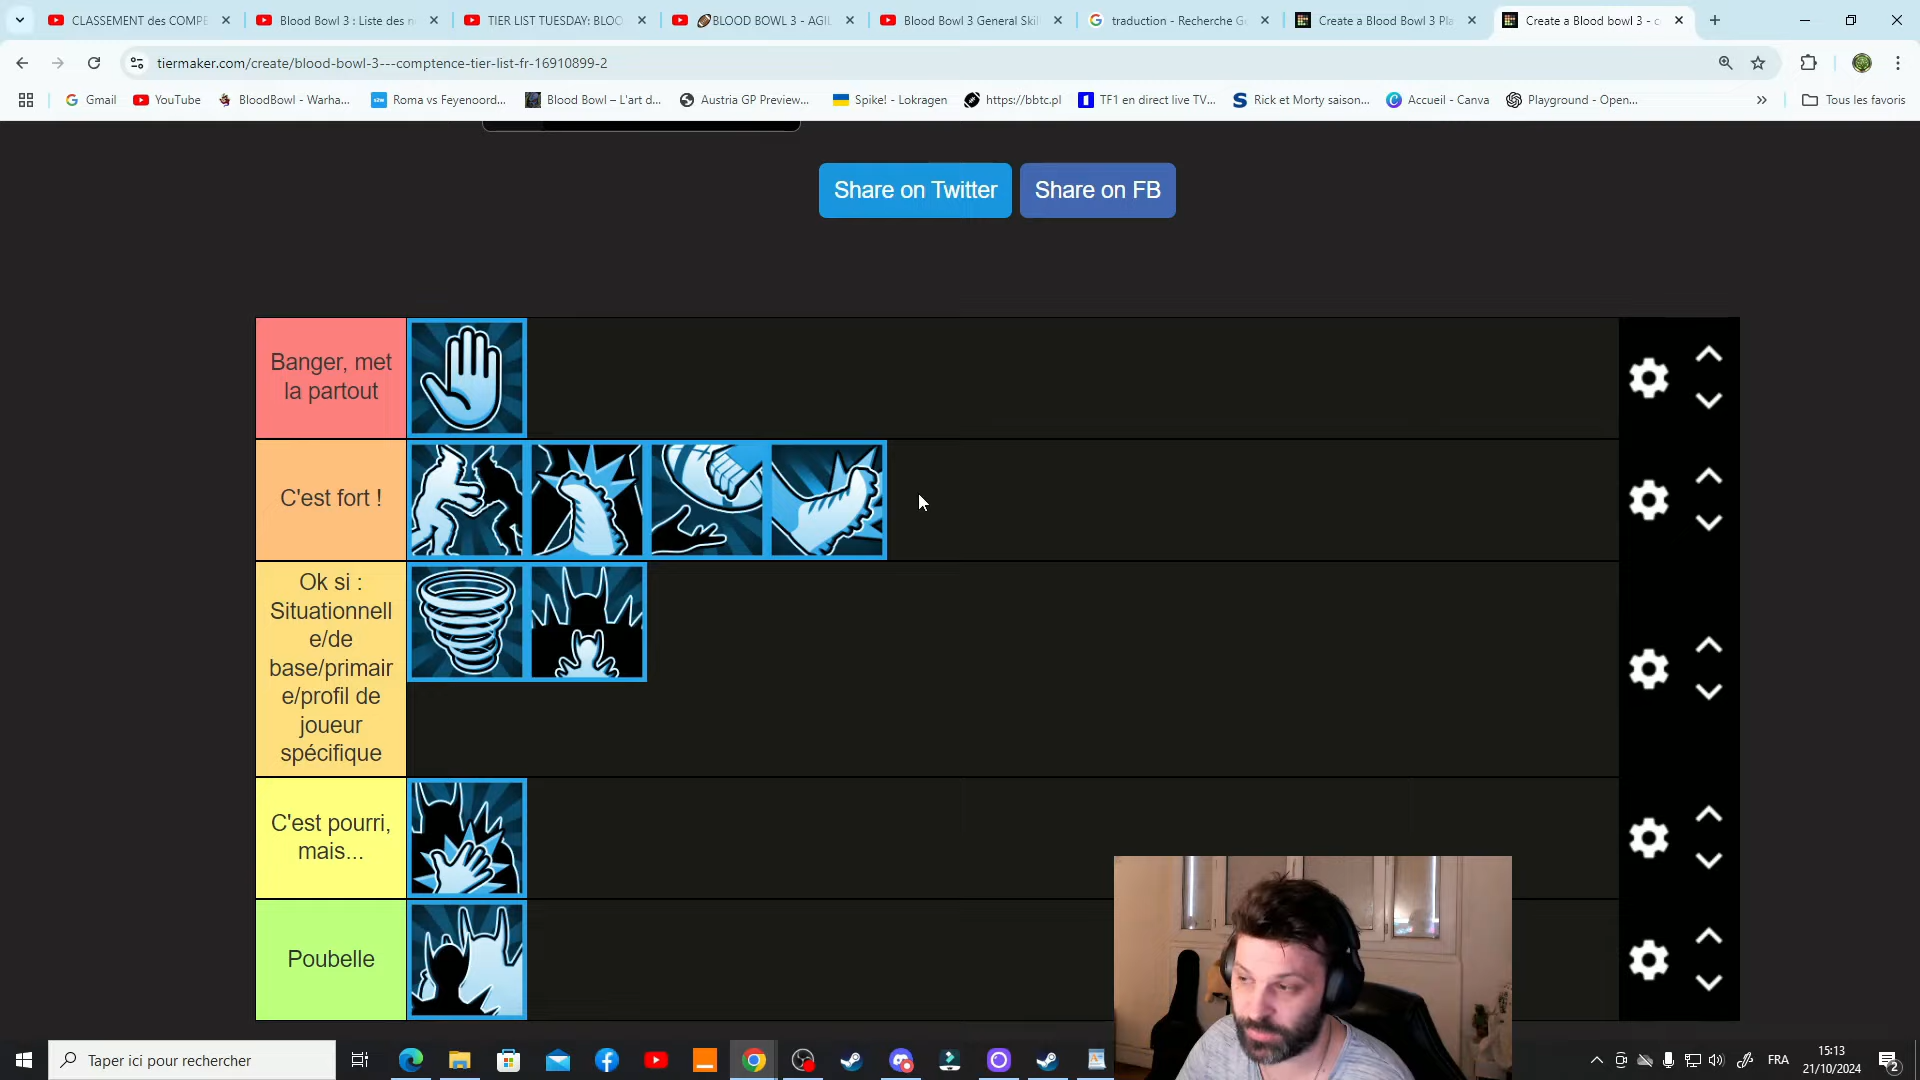 CLASSEMENT des COMPE
Blood Bowl 3 : Liste des n
TIER LIST TUESDAY: BLOO
🏈BLOOD BOWL 3 - AGIL
Blood Bowl 3 General Skil
traduction - Recherche G
Create a Blood Bowl 3 Pl
Create a Blood bowl 3 - c
tiermaker.com/create/blood-bowl-3---comptence-tier-list-fr-16910899-2
Gmail
YouTube
BloodBowl - Warha...
Roma vs Feyenoord...
Blood Bowl – L'art d...
Austria GP Preview...
Spike! - Lokragen
https://bbtc.pl
TF1 en direct live TV...
Rick et Morty saison...
Accueil - Canva
Playground - Open...
Tous les favoris
Share on Twitter
Share on FB
Banger, met
la partout
C'est fort !
Ok si :
Situationnell
e/de
base/primair
e/profil de
joueur
spécifique
C'est pourri,
mais...
Poubelle
Taper ici pour rechercher
FRA
15:13
21/10/2024
2